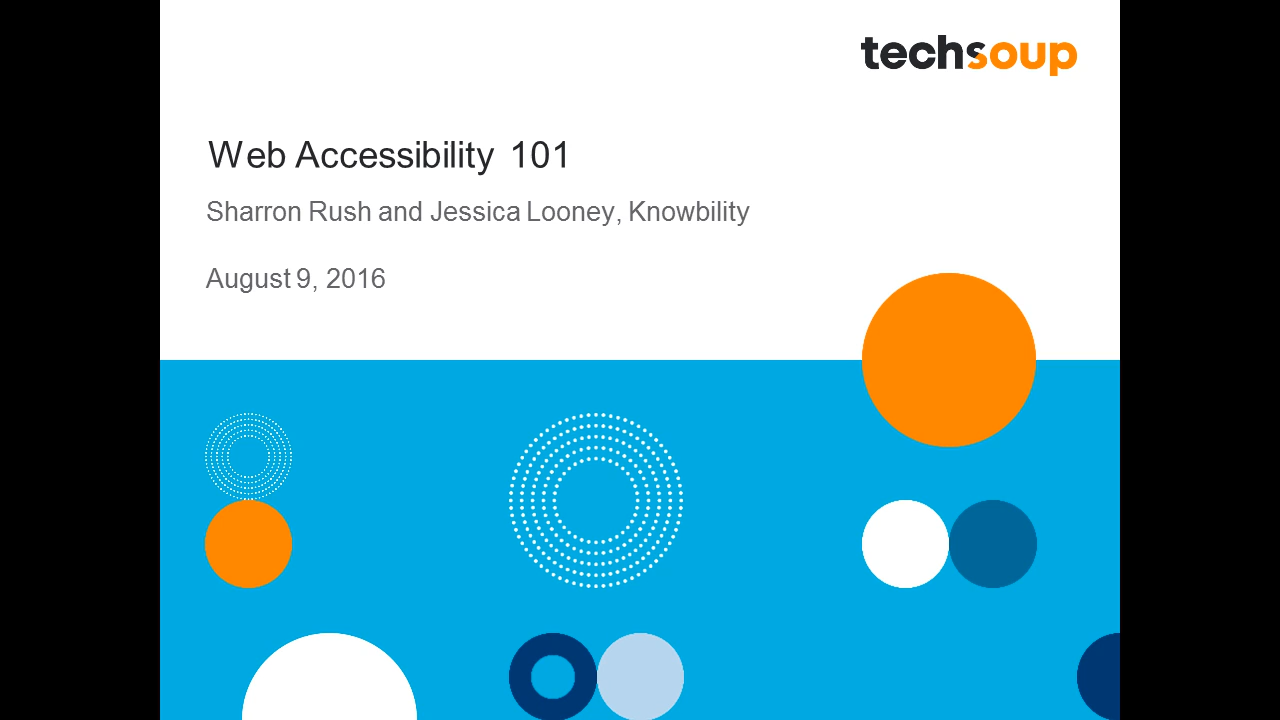 techsoup
Web Accessibility 101
Sharron Rush and Jessica Looney, Knowbility
August 9, 2016